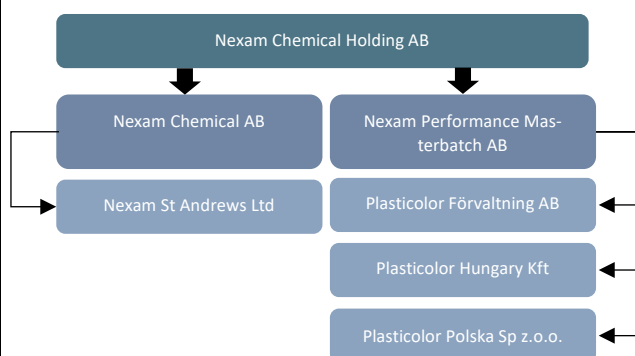 Nexam Chemical Holding AB
Nexam Chemical AB
Nexam Performance Mas-
terbatch AB
Nexam St Andrews Ltd
Plasticolor Förvaltning AB
Plasticolor Hungary Kft
Plasticolor Polska Sp z.o.o.